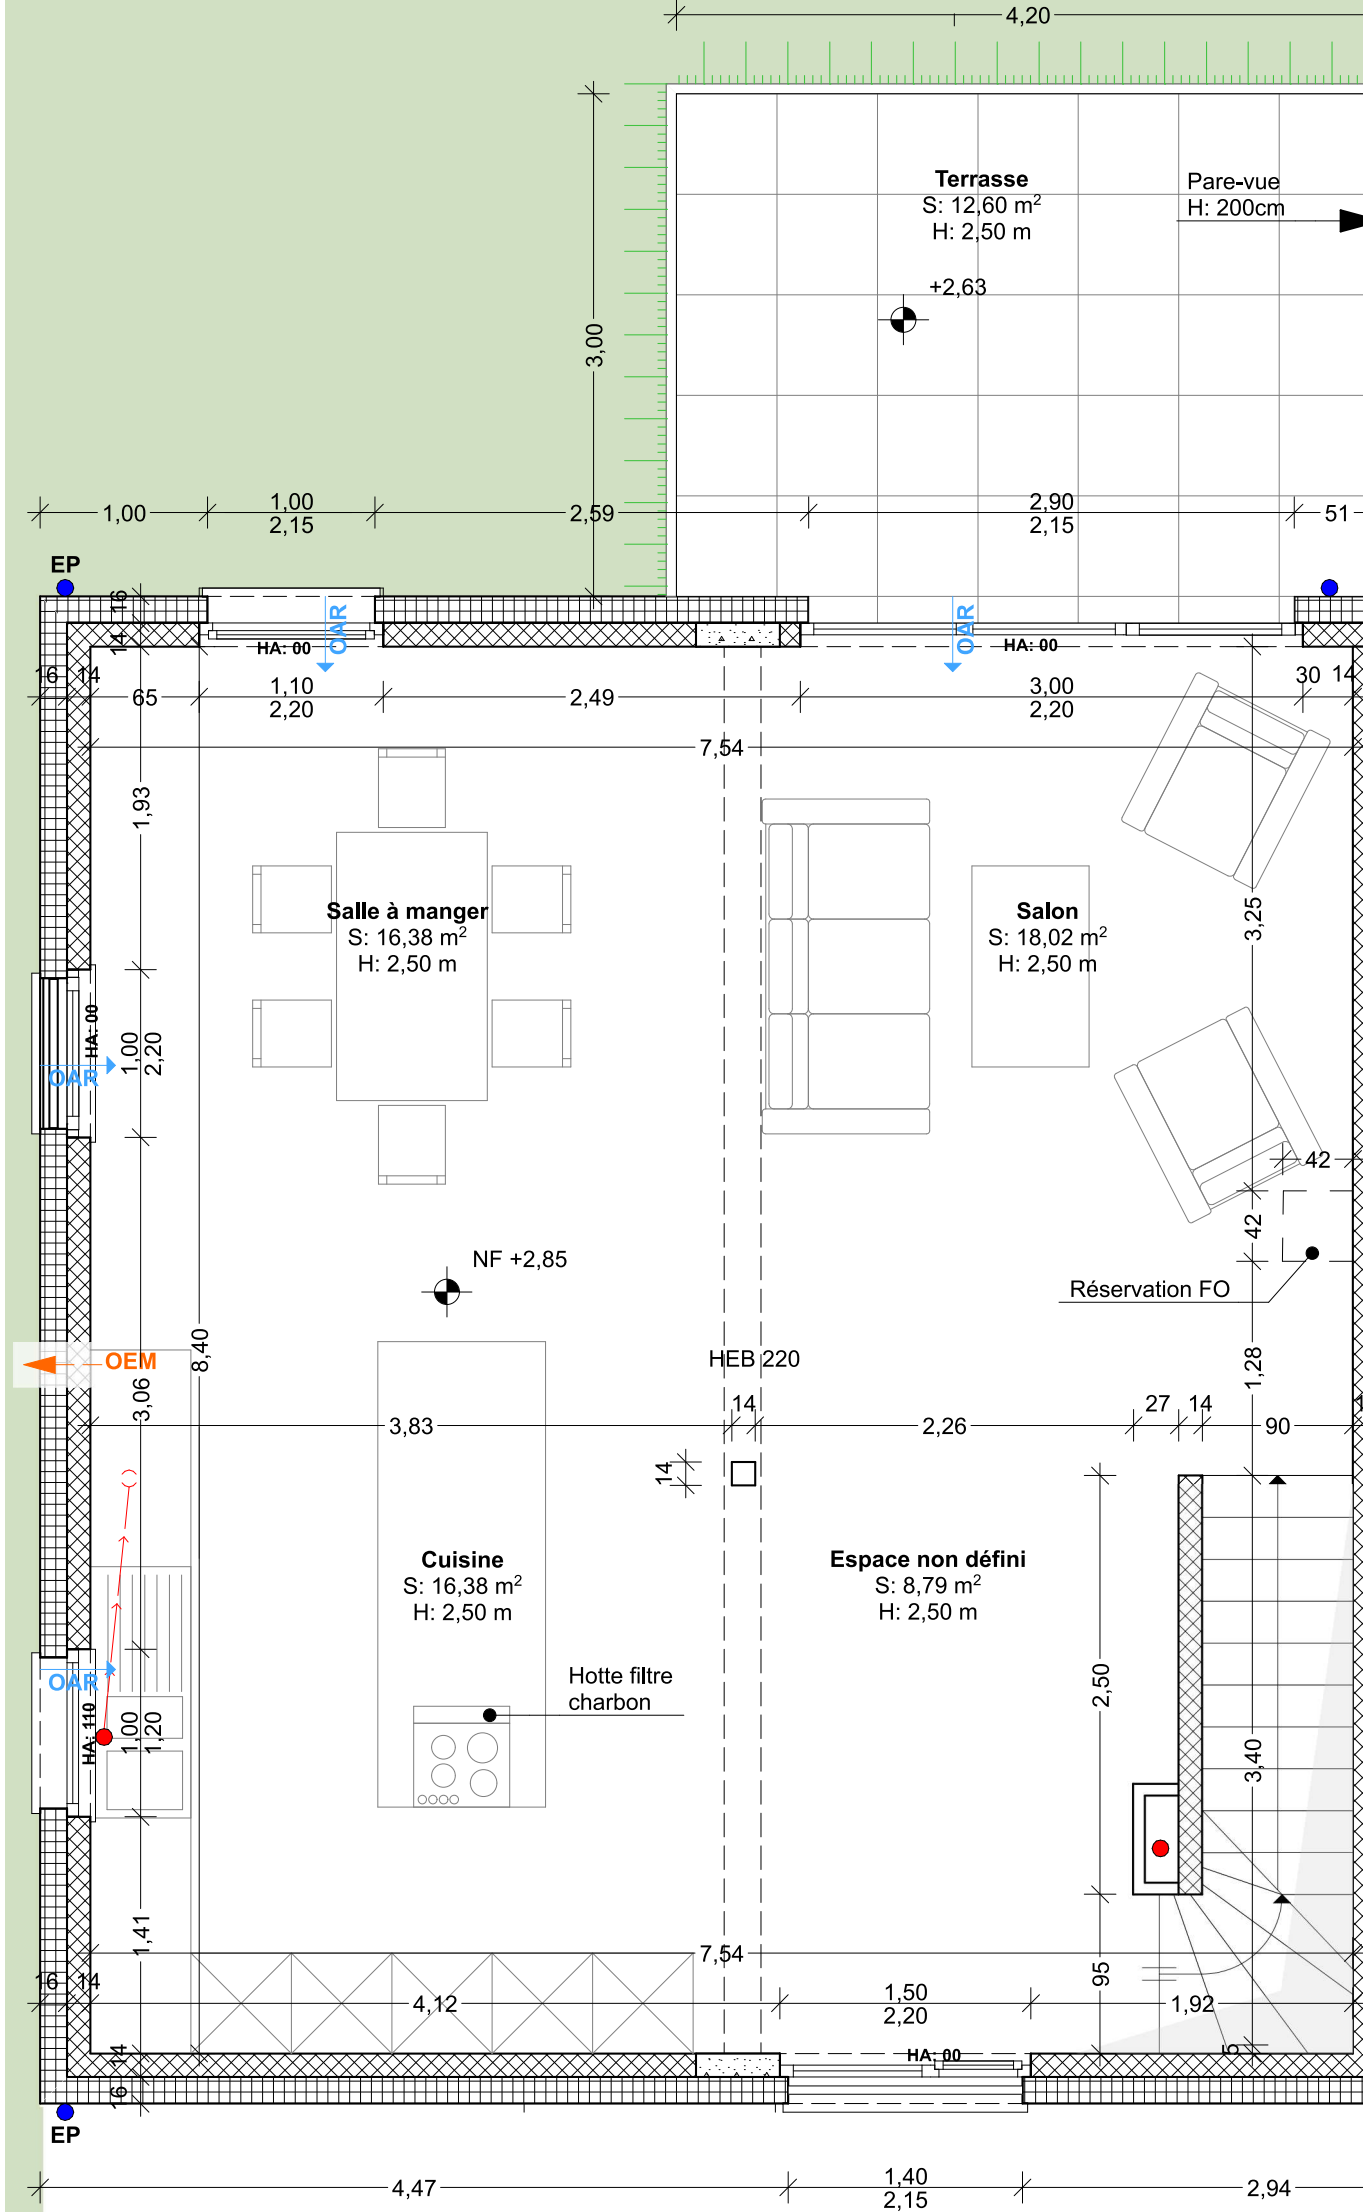 4,20
Terrasse
S: 12,60 m²
H: 2,50 m
Pare-vue
H: 200cm
+2,63
3,00
1,00
1,00
2,15
2,59
2,90
2,15
51
EP
16
14
OAR
HA: 00
OAR
HA: 00
16
14
65
1,10
2,20
2,49
3,00
2,20
30
14
7,54
1,93
Salle à manger
S: 16,38 m²
H: 2,50 m
Salon
S: 18,02 m²
H: 2,50 m
3,25
HA: 00
1,00
2,20
OAR
42
42
NF +2,85
Réservation FO
8,40
OEM
3,06
HEB 220
1,28
3,83
14
2,26
27
14
90
14
Cuisine
S: 16,38 m²
H: 2,50 m
Espace non défini
S: 8,79 m²
H: 2,50 m
Hotte filtre
charbon
2,50
OAR
HA: 110
1,00
1,20
3,40
1,41
7,54
95
16
14
4,12
1,50
2,20
1,92
14
16
HA: 00
5
EP
4,47
1,40
2,15
2,94